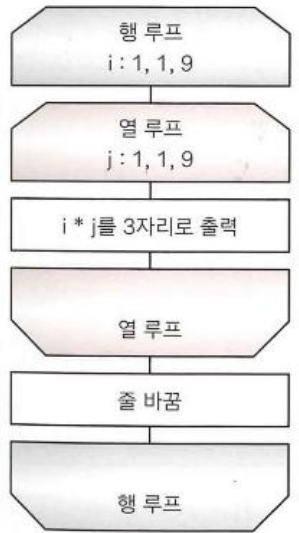 행 루프
i : 1, 1, 9
열 루프
j : 1, 1, 9
i * j를 3자리로 출력
열 루프
줄 바꿈
행 루프